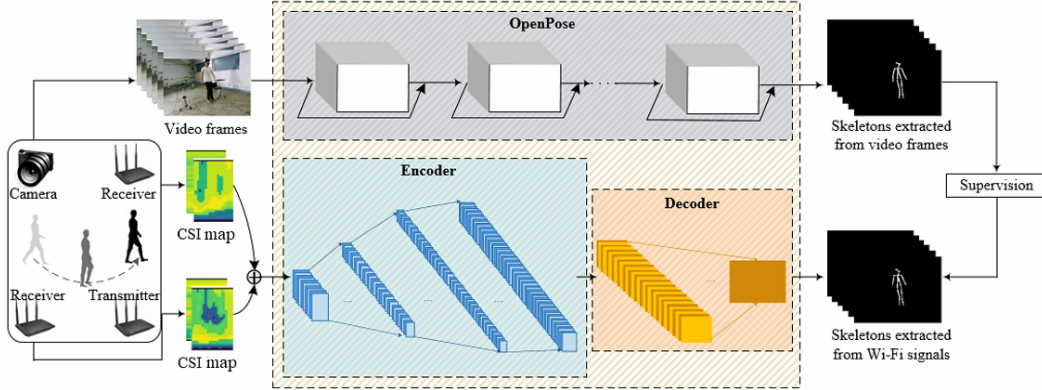 OpenPose
Video frames
Skeletons extracted
from video frames
Camera
Receiver
CSI map
Encoder
Decoder
Supervision
Receiver
Transmitter
CSI map
Skeletons extracted
from Wi-Fi signals